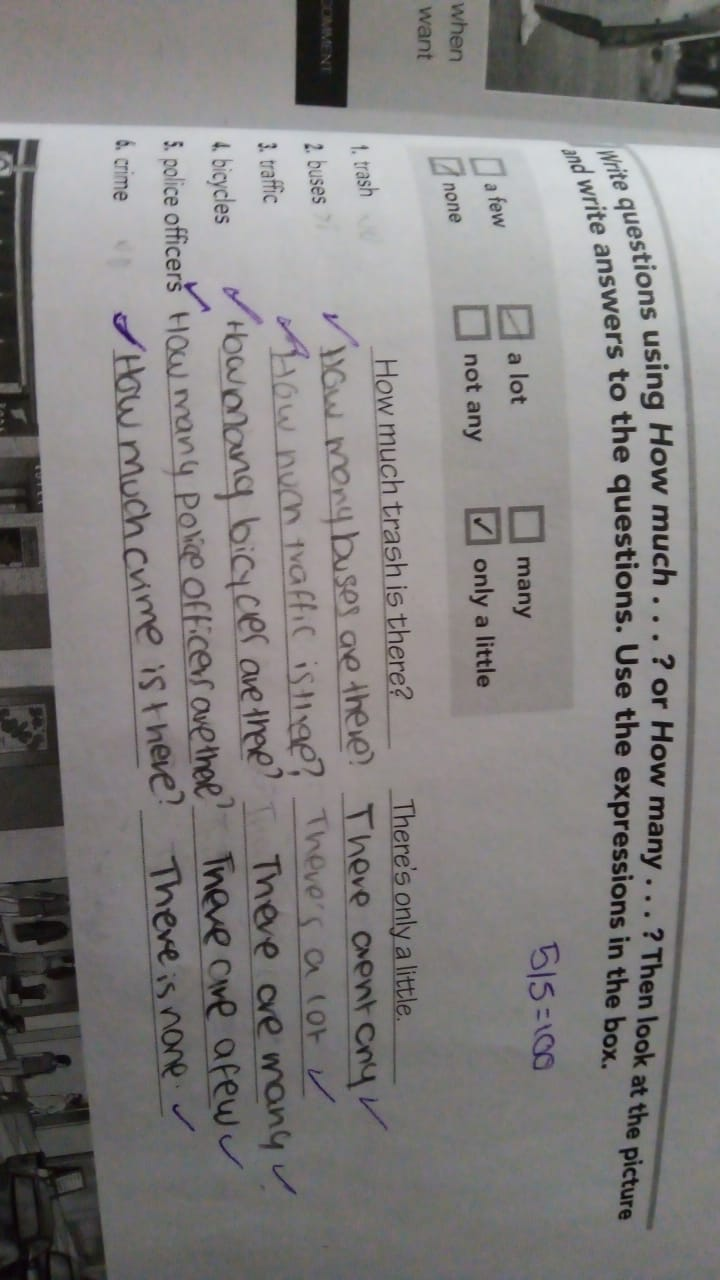 when
want
COMMENT
Write questions using How much . . . ? or How many . . . ? Then look at the picture
and write answers to the questions. Use the expressions in the box.
5/5=100
a few a lot many
none not any ✓ only a little
1. trash How much trash is there? There's only a little.
2. buses ✓ How many buses are there? There arent any ✓
3. traffic ✓ How much traffic is there? There's a lot ✓
4. bicycles ✓ How many bicycles are there? There are many ✓
5. police officers ✓ How many police officers are there? There are a few ✓
6. crime ✓ How much crime is there? There is none. ✓